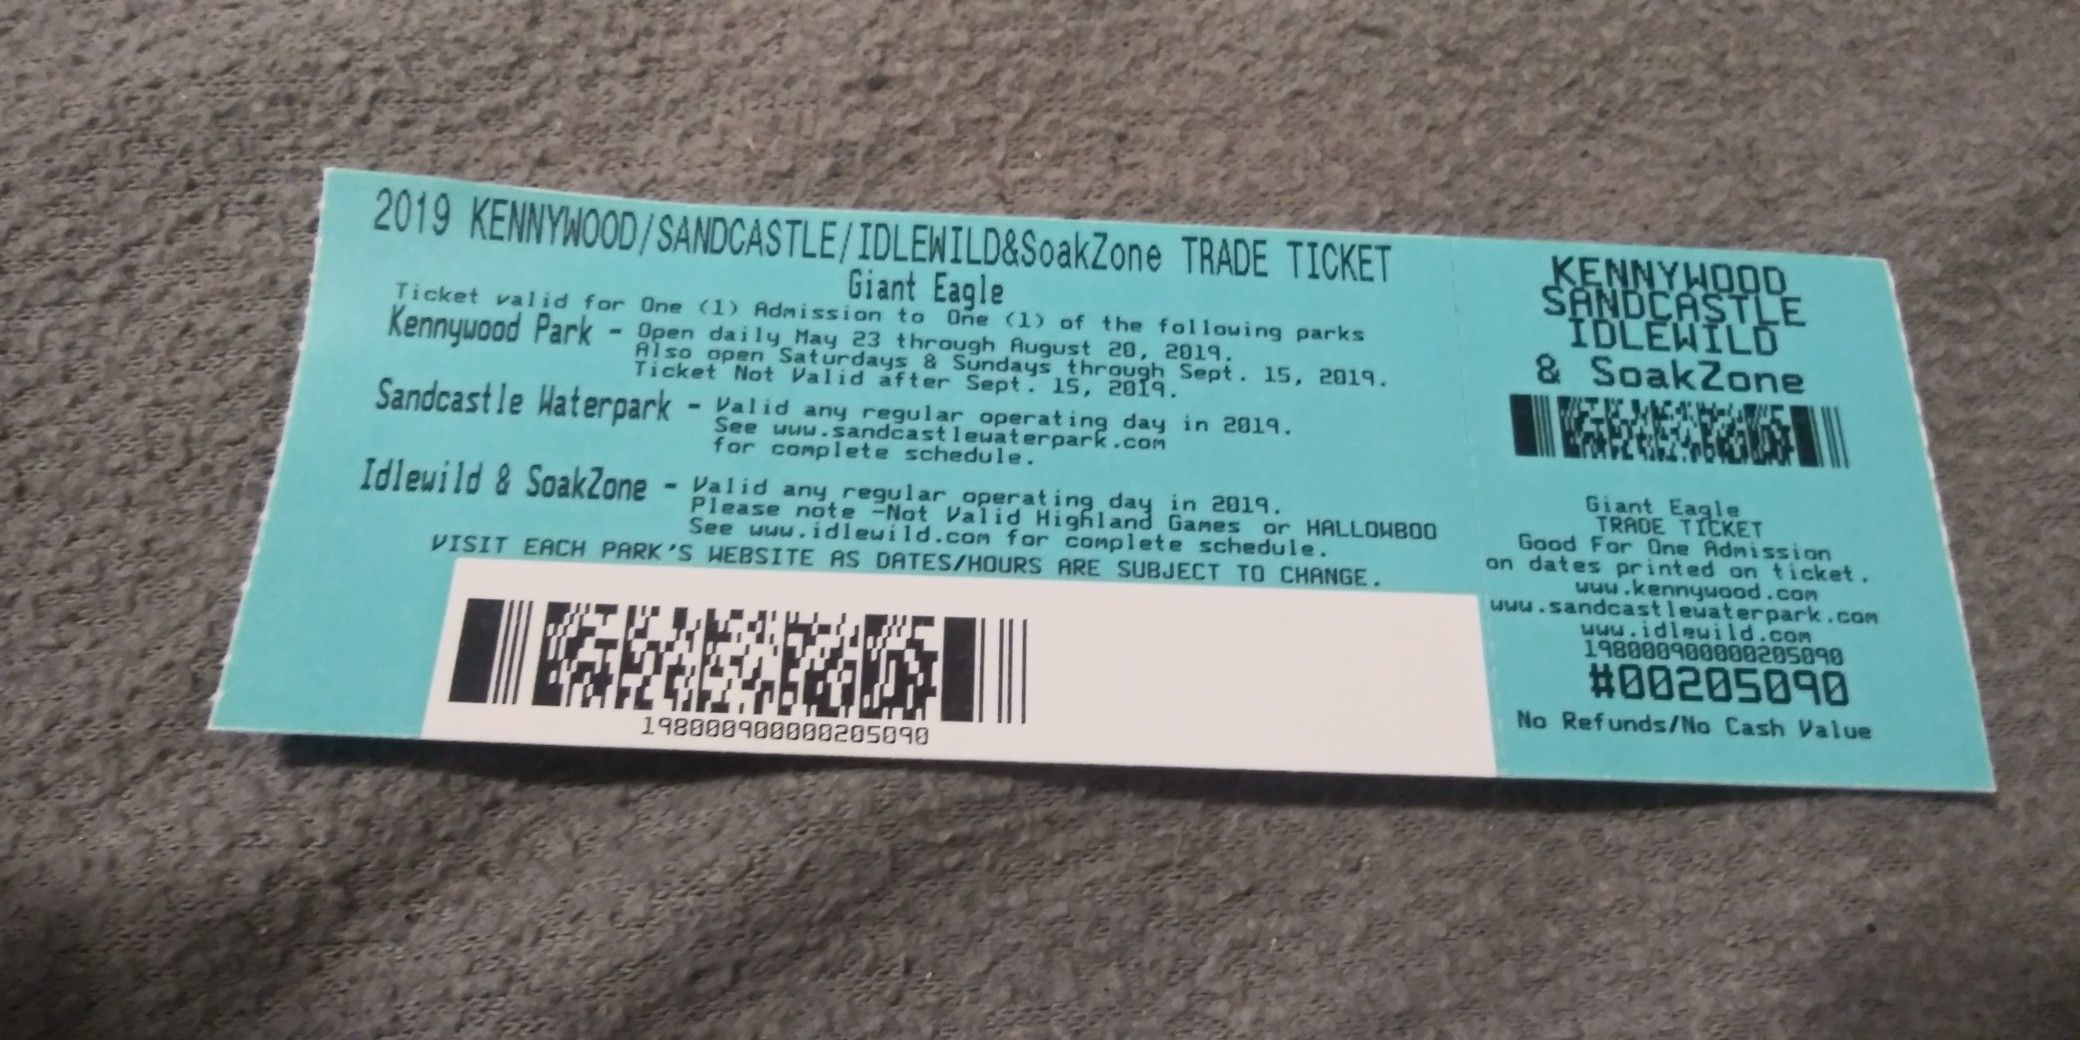 2019 KENNYWOOD/SANDCASTLE/IDLEWILD&SoakZone TRADE TICKET
Giant Eagle
Ticket valid for One (1) Admission to One (1) of the following parks
Kennywood Park - Open daily May 23 through August 20, 2019.
Also open Saturdays & Sundays through Sept. 15, 2019.
Ticket Not Valid after Sept. 15, 2019.
Sandcastle Waterpark - Valid any regular operating day in 2019.
See www.sandcastlewaterpark.com
for complete schedule.
Idlewild & SoakZone - Valid any regular operating day in 2019.
Please note -Not Valid Highland Games or HALLOWBOO
See www.idlewild.com for complete schedule.
VISIT EACH PARK'S WEBSITE AS DATES/HOURS ARE SUBJECT TO CHANGE.
198000900000205090
KENNYWOOD
SANDCASTLE
IDLEWILD
& SoakZone
Giant Eagle
TRADE TICKET
Good For One Admission
on dates printed on ticket.
www.kennywood.com
www.sandcastlewaterpark.com
www.idlewild.com
198000900000205090
#00205090
No Refunds/No Cash Value